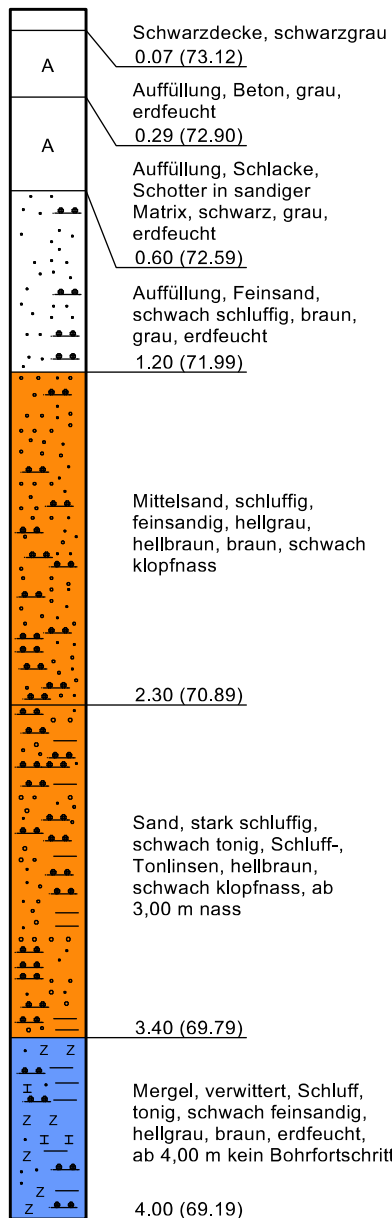 Schwarzdecke, schwarzgrau
0.07 (73.12)
A
Auffüllung, Beton, grau,
erdfeucht
0.29 (72.90)
A
Auffüllung, Schlacke,
Schotter in sandiger
Matrix, schwarz, grau,
erdfeucht
0.60 (72.59)
Auffüllung, Feinsand,
schwach schluffig, braun,
grau, erdfeucht
1.20 (71.99)
Mittelsand, schluffig,
feinsandig, hellgrau,
hellbraun, braun, schwach
klopfnass
2.30 (70.89)
Sand, stark schluffig,
schwach tonig, Schluff-,
Tonlinsen, hellbraun,
schwach klopfnass, ab
3,00 m nass
3.40 (69.79)
Z Z
I
Z Z
Z I I
Z
Z
Z
Mergel, verwittert, Schluff,
tonig, schwach feinsandig,
hellgrau, braun, erdfeucht,
ab 4,00 m kein Bohrfortschritt
4.00 (69.19)